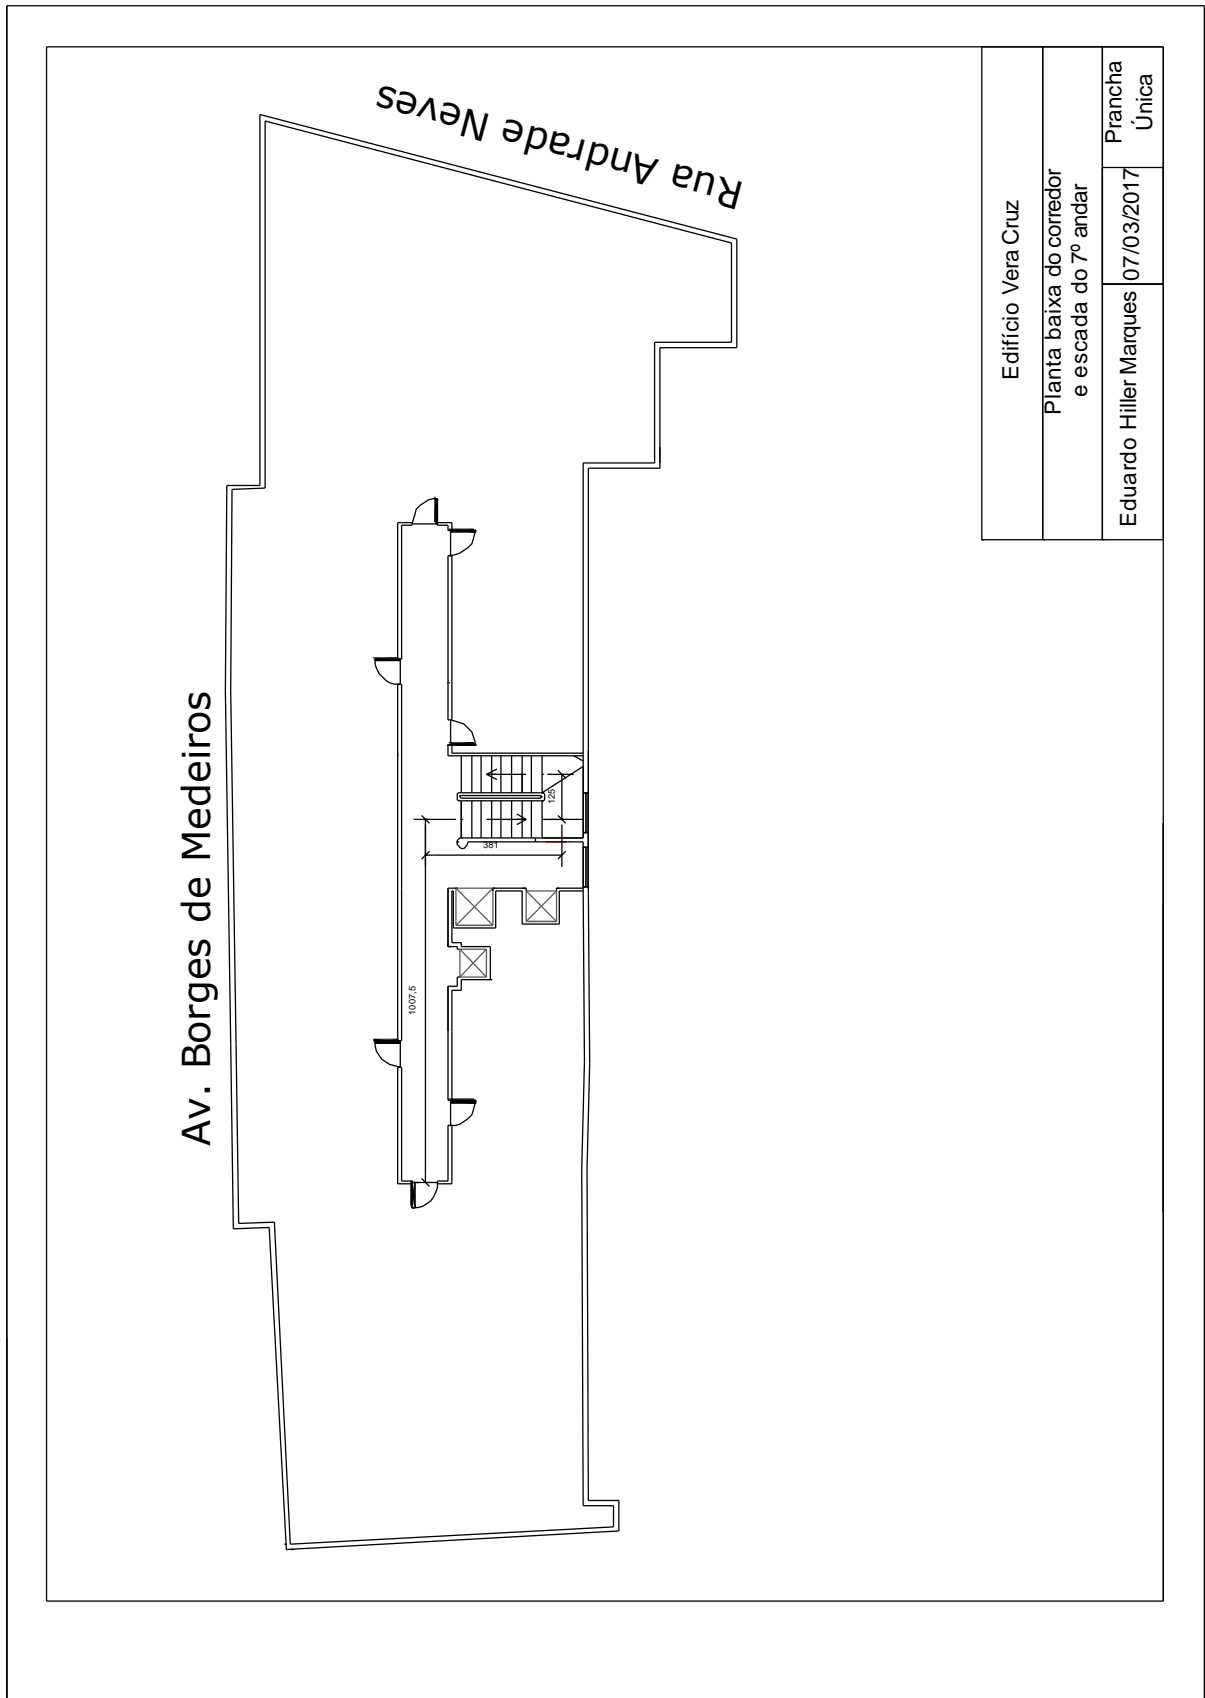 Rua Andrade Neves
Av. Borges de Medeiros
125
381
1007,5
Edifício Vera Cruz
Planta baixa do corredor
e escada do 7º andar
Eduardo Hiller Marques
07/03/2017
Prancha
Única